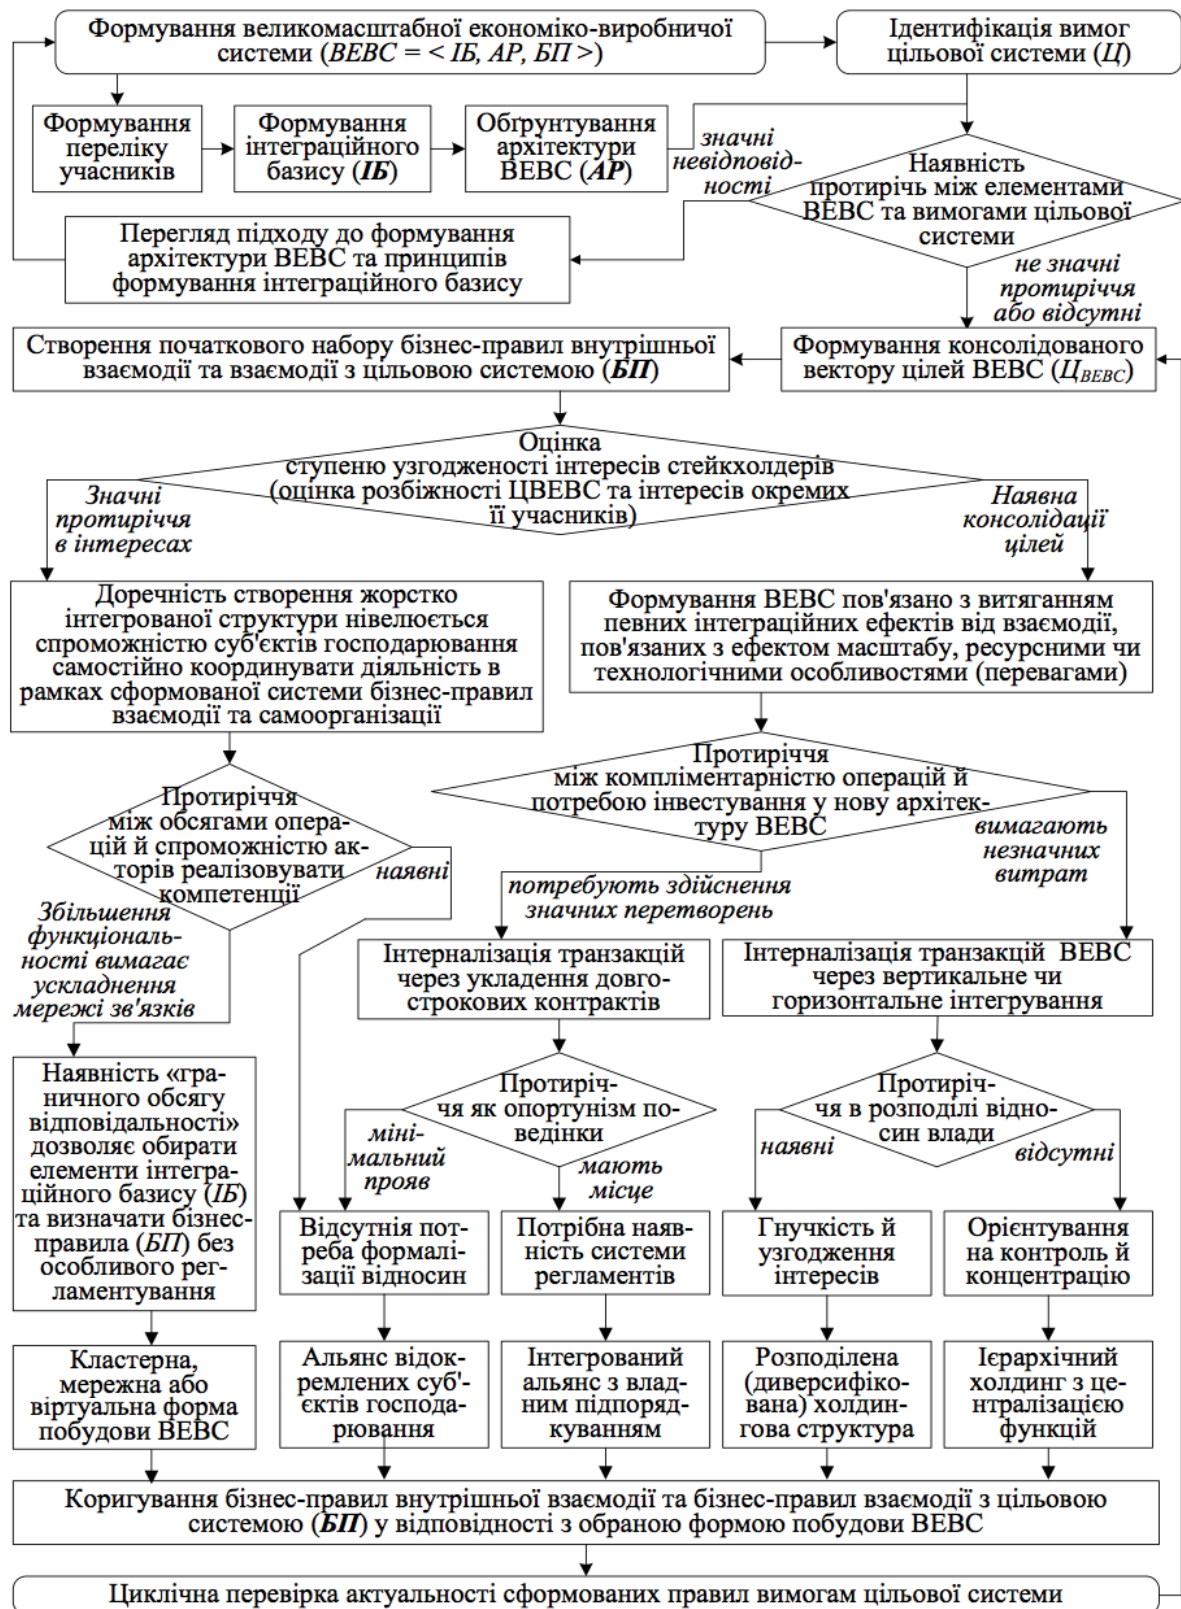 Формування великомасштабної економіко-виробничої
системи (ВЕВС = < ІБ, АР, БП >)
Ідентифікація вимог
цільової системи (Ц)
Формування
переліку
учасників
Формування
інтеграційного
базису (ІБ)
Обґрунтування
архітектури
ВЕВС (АР)
значні
невідповід-
ності
Наявність
протирічь між елементами
ВЕВС та вимогами цільової
системи
Перегляд підходу до формування
архітектури ВЕВС та принципів
формування інтеграційного базису
не значні
протиріччя
або відсутні
Створення початкового набору бізнес-правил внутрішньої
взаємодії та взаємодії з цільовою системою (БП)
Формування консолідованого
вектору цілей ВЕВС (ЦВЕВС)
Оцінка
ступеню узгодженості інтересів стейкхолдерів
(оцінка розбіжності ЦВЕВС та інтересів окремих
її учасників)
Значні
протиріччя
в інтересах
Наявна
консолідації
цілей
Доречність створення жорстко
інтегрованої структури нівелюється
спроможністю суб'єктів господарювання
самостійно координувати діяльність в
рамках сформованої системи бізнес-правил
взаємодії та самоорганізації
Формування ВЕВС пов'язано з витяганням
певних інтеграційних ефектів від взаємодії,
пов'язаних з ефектом масштабу, ресурсними чи
технологічними особливостями (перевагами)
Протиріччя
між обсягами опера-
цій й спроможністю ак-
торів реалізовувати
компетенції
наявні
Протиріччя
між компліментарністю операцій й
потребою інвестування у нову архітек-
туру ВЕВС
вимагають
незначних
витрат
потребують здійснення
значних перетворень
Збільшення
функціональ-
ності вимагає
ускладнення
мережі зв'язків
Інтерналізація транзакцій
через укладення довго-
строкових контрактів
Інтерналізація транзакцій ВЕВС
через вертикальне чи
горизонтальне інтегрування
Наявність «гра-
ничного обсягу
відповідальності»
дозволяє обирати
елементи інтегра-
ційного базису (ІБ)
та визначати бізнес-
правила (БП) без
особливого рег-
ламентування
Протиріч-
чя як опортунізм по-
ведінки
Протиріч-
чя в розподілі відно-
син влади
міні-
мальний
прояв
мають
місце
наявні
відсутні
Відсутнія пот-
реба формалі-
зації відносин
Потрібна наяв-
ність системи
регламентів
Гнучкість й
узгодження
інтересів
Орієнтування
на контроль й
концентрацію
Кластерна,
мережна або
віртуальна форма
побудови ВЕВС
Альянс відок-
ремлених суб'-
єктів господа-
рювання
Інтегрований
альянс з влад-
ним підпоряд-
куванням
Розподілена
(диверсифіко-
вана) холдин-
гова структура
Ієрархічний
холдинг з це-
нтралізацією
функцій
Коригування бізнес-правил внутрішньої взаємодії та бізнес-правил взаємодії з цільовою
системою (БП) у відповідності з обраною формою побудови ВЕВС
Циклічна перевірка актуальності сформованих правил вимогам цільової системи